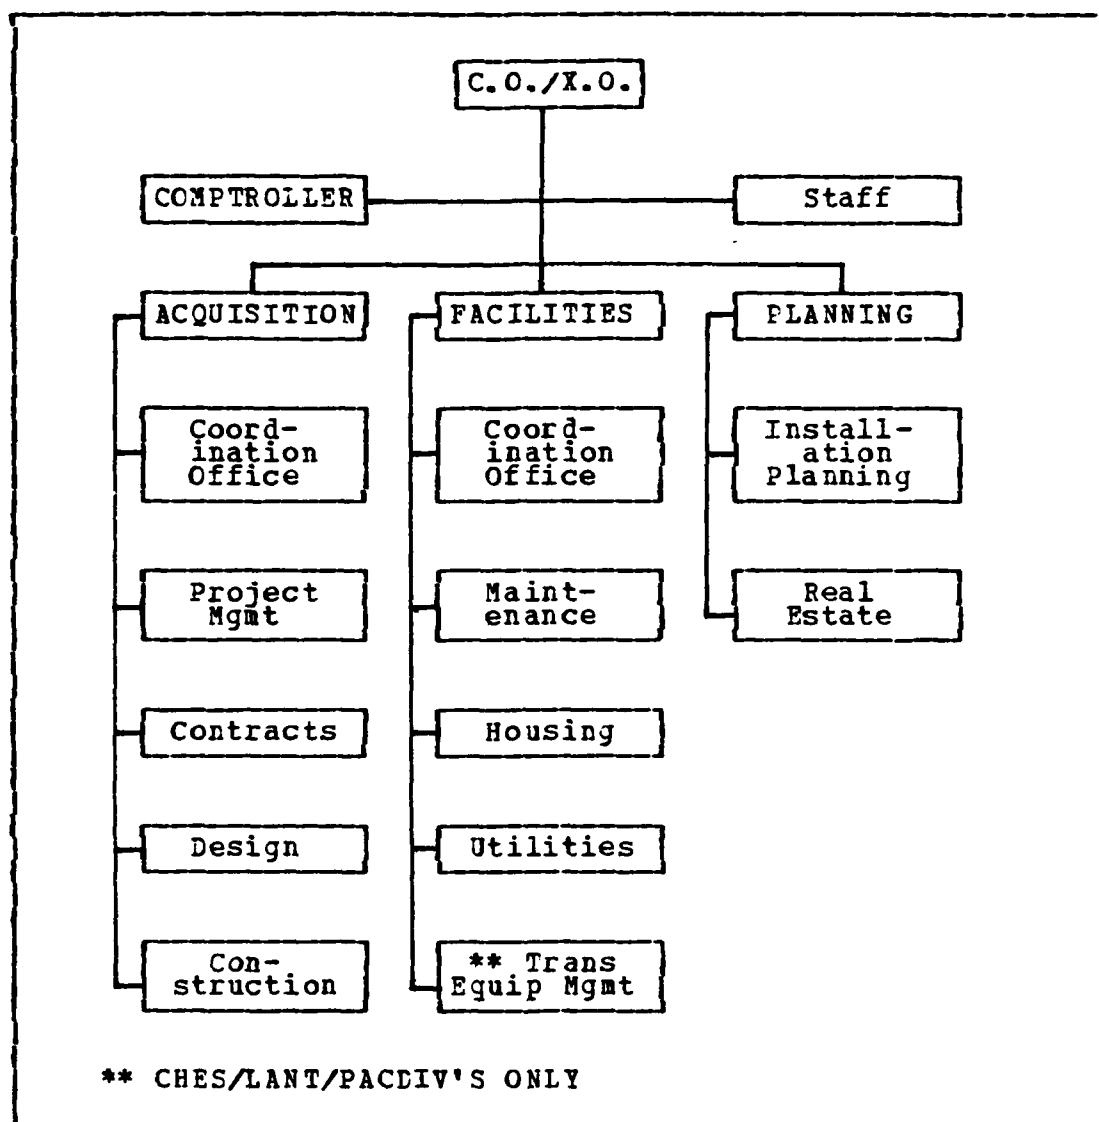 C.O./X.O.
COMPTROLLER
Staff
ACQUISITION
FACILITIES
PLANNING
Coord-
ination
Office
Coord-
ination
Office
Install-
ation
Planning
Project
Mgmt
Maint-
enance
Real
Estate
Contracts
Housing
Design
Utilities
Con-
struction
** Trans
Equip Mgmt
** CHES/LANT/PACDIV'S ONLY